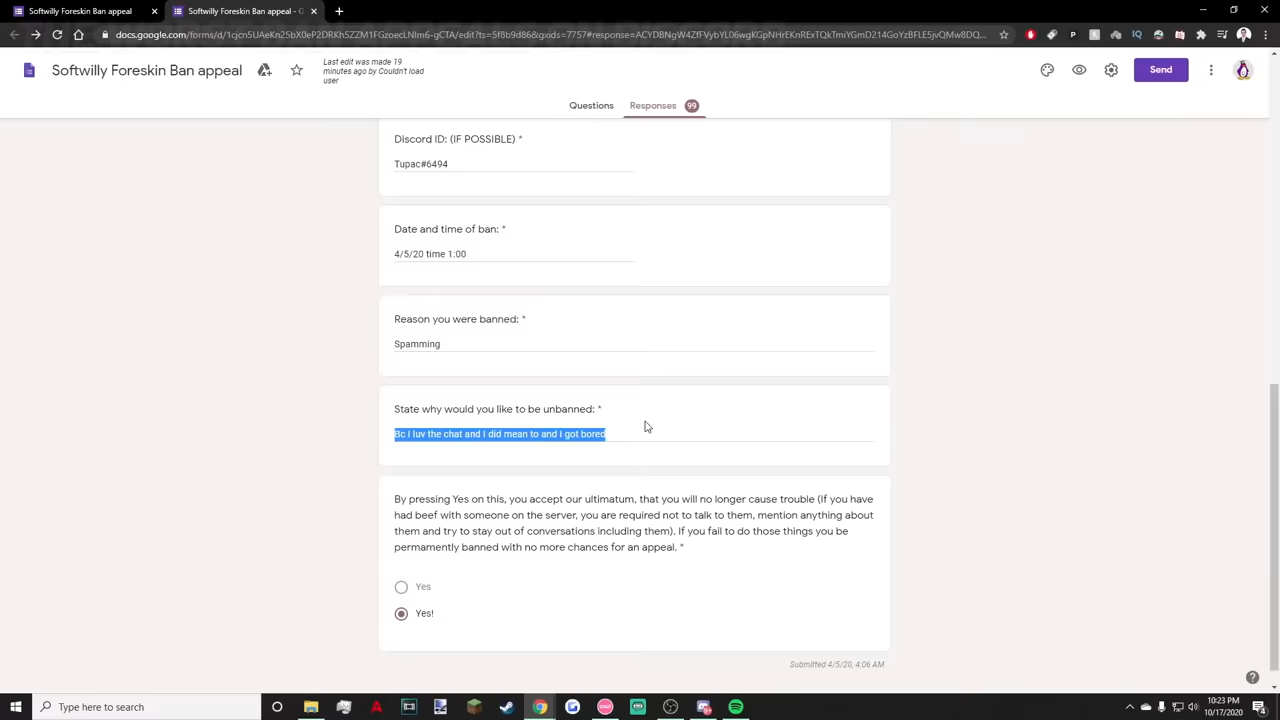 Softwilly Foreskin Ban appeal
Softwilly Foreskin Ban appeal - G
Softwilly Foreskin Ban appeal
Last edit was made 19
minutes ago by Couldn't load
user
Send
Questions
Responses 99
Discord ID: (IF POSSIBLE) *
Tupac#6494
Date and time of ban: *
4/5/20 time 1:00
Reason you were banned: *
Spamming
State why would you like to be unbanned: *
Bc I luv the chat and I did mean to and I got bored
By pressing Yes on this, you accept our ultimatum, that you will no longer cause trouble (If you have
had beef with someone on the server, you are required not to talk to them, mention anything about
them and try to stay out of conversations including them). If you fail to do those things you be
permamently banned with no more chances for an appeal. *
Yes
Yes!
Submitted 4/5/20, 4:06 AM
Type here to search
10:23 PM
10/17/2020